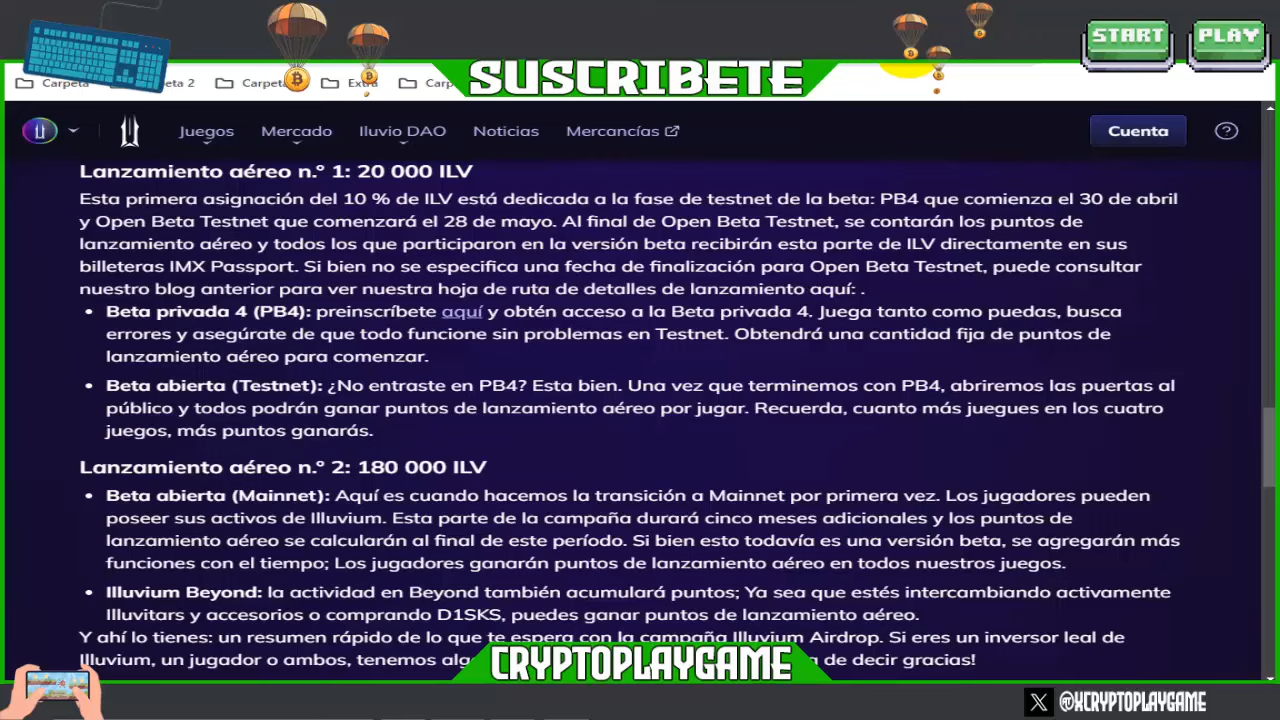 START PLAY
SUSCRIBETE
Carpeta
Carpeta 2
Carpeta
Extra
Juegos Mercado Iluvio DAO Noticias Mercancías Cuenta ?
Lanzamiento aéreo n.º 1: 20 000 ILV
Esta primera asignación del 10 % de ILV está dedicada a la fase de testnet de la beta: PB4 que comienza el 30 de abril
y Open Beta Testnet que comenzará el 28 de mayo. Al final de Open Beta Testnet, se contarán los puntos de
lanzamiento aéreo y todos los que participaron en la versión beta recibirán esta parte de ILV directamente en sus
billeteras IMX Passport. Si bien no se especifica una fecha de finalización para Open Beta Testnet, puede consultar
nuestro blog anterior para ver nuestra hoja de ruta de detalles de lanzamiento aquí: .
• Beta privada 4 (PB4): preinscríbete aquí y obtén acceso a la Beta privada 4. Juega tanto como puedas, busca
errores y asegúrate de que todo funcione sin problemas en Testnet. Obtendrá una cantidad fija de puntos de
lanzamiento aéreo para comenzar.
• Beta abierta (Testnet): ¿No entraste en PB4? Esta bien. Una vez que terminemos con PB4, abriremos las puertas al
público y todos podrán ganar puntos de lanzamiento aéreo por jugar. Recuerda, cuanto más juegues en los cuatro
juegos, más puntos ganarás.
Lanzamiento aéreo n.º 2: 180 000 ILV
• Beta abierta (Mainnet): Aquí es cuando hacemos la transición a Mainnet por primera vez. Los jugadores pueden
poseer sus activos de Illuvium. Esta parte de la campaña durará cinco meses adicionales y los puntos de
lanzamiento aéreo se calcularán al final de este período. Si bien esto todavía es una versión beta, se agregarán más
funciones con el tiempo; Los jugadores ganarán puntos de lanzamiento aéreo en todos nuestros juegos.
• Illuvium Beyond: la actividad en Beyond también acumulará puntos; Ya sea que estés intercambiando activamente
Illuvitars y accesorios o comprando D1SKS, puedes ganar puntos de lanzamiento aéreo.
Y ahí lo tienes: un resumen rápido de lo que te espera con la campaña Illuvium Airdrop. Si eres un inversor leal de
Illuvium, un jugador o ambos, tenemos de decir gracias!
CRYPTOPLAYGAME
@XCRYPTOPLAYGAME